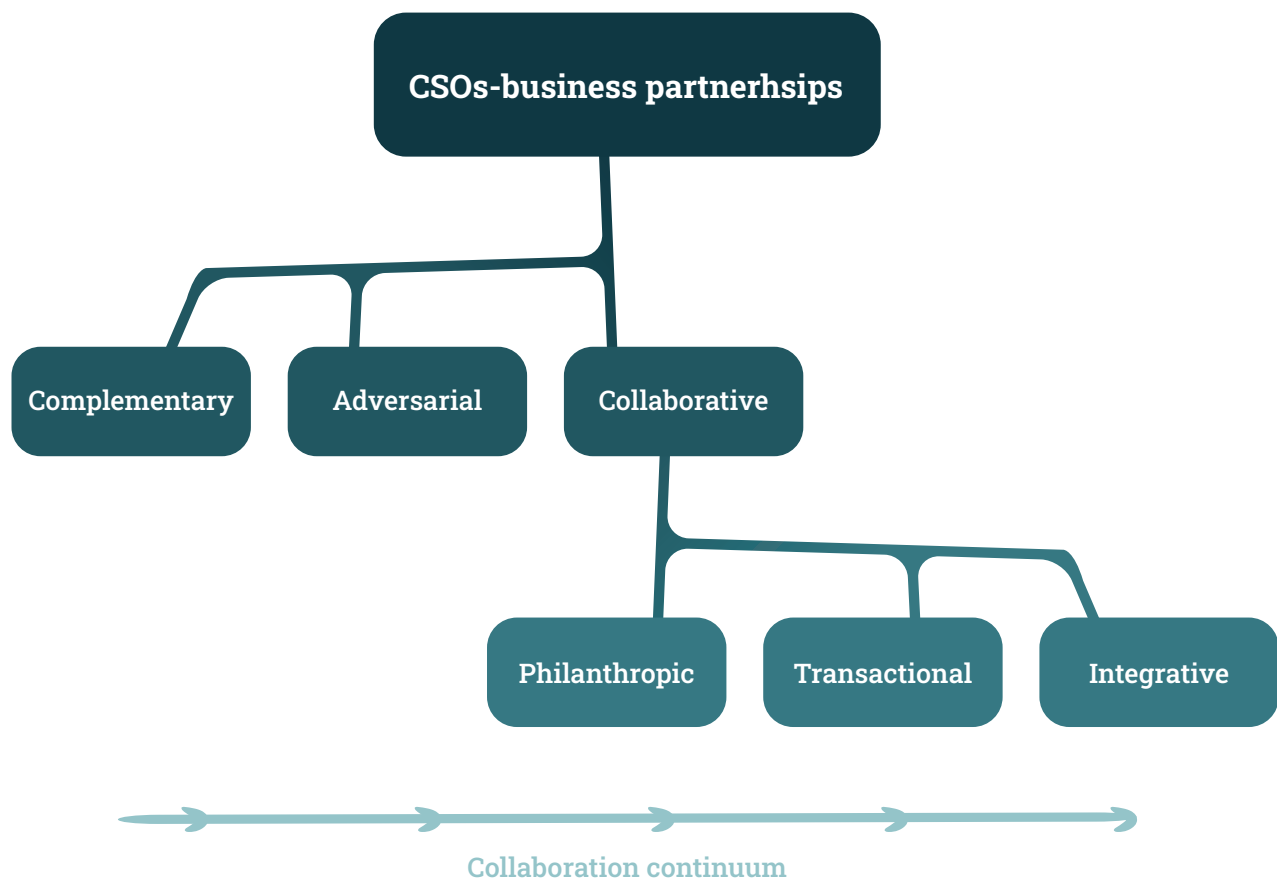 CSOs-business partnerhsips
Complementary
Adversarial
Collaborative
Philanthropic
Transactional
Integrative
Collaboration continuum